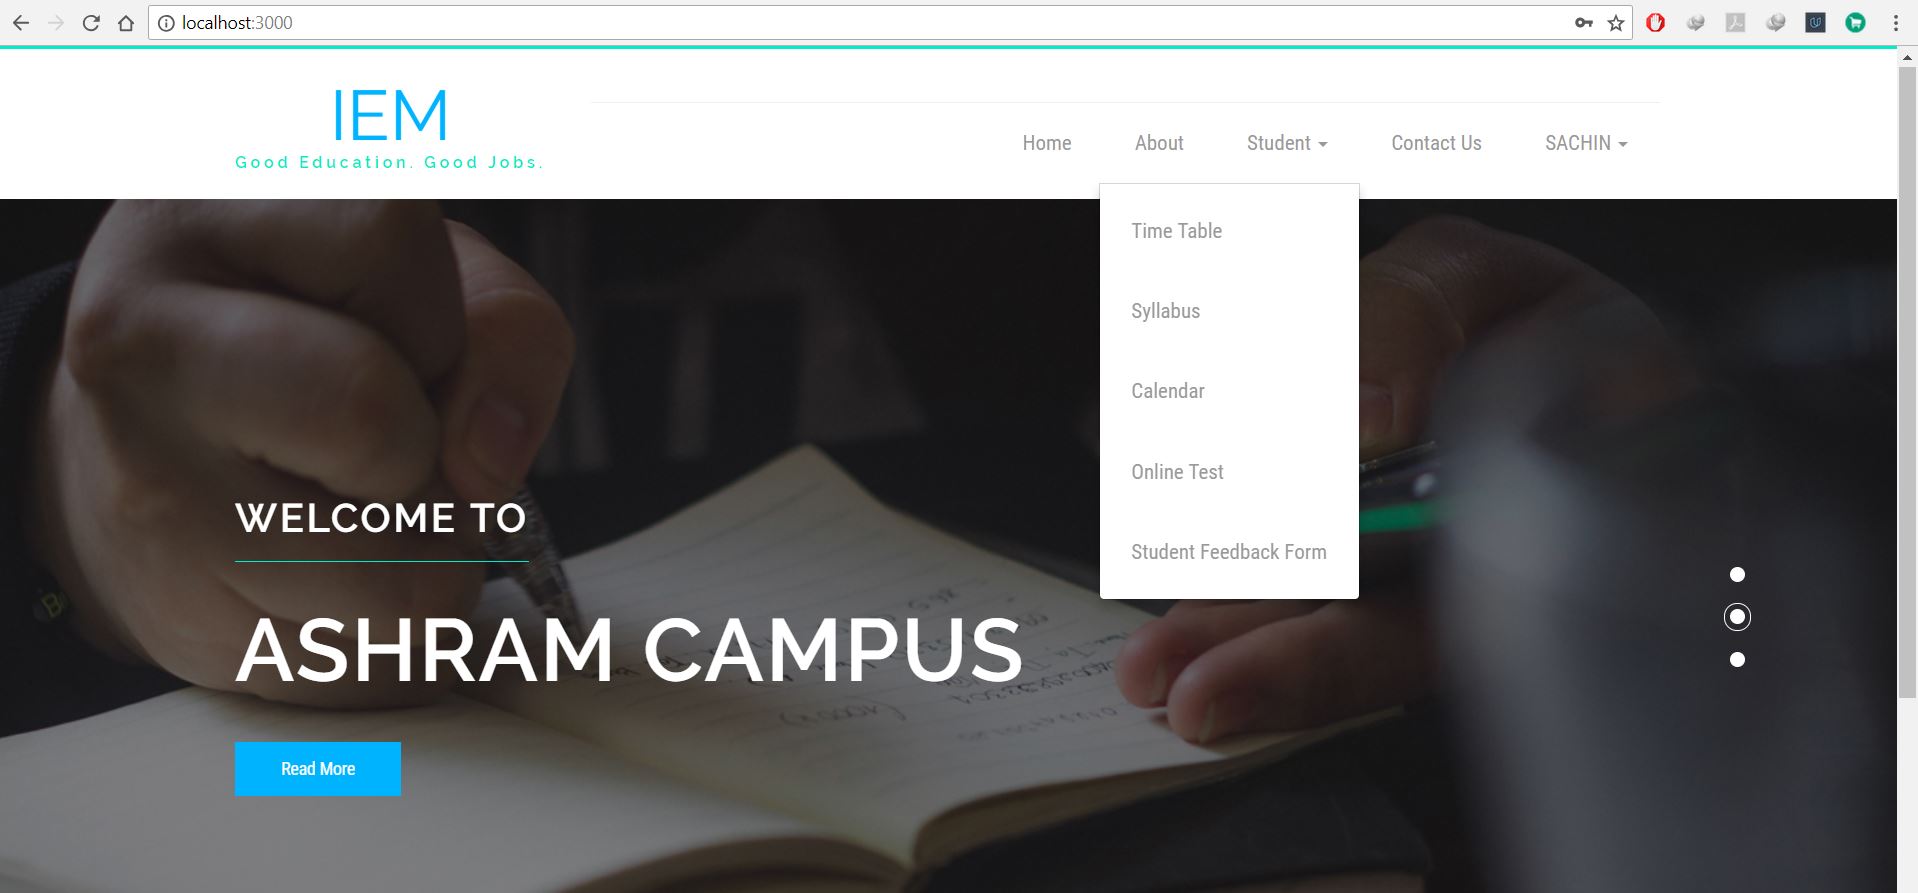 localhost:3000
IEM
Good Education. Good Jobs.
Home About Student Contact Us SACHIN
Time Table
Syllabus
Calendar
Online Test
Student Feedback Form
WELCOME TO
ASHRAM CAMPUS
Read More